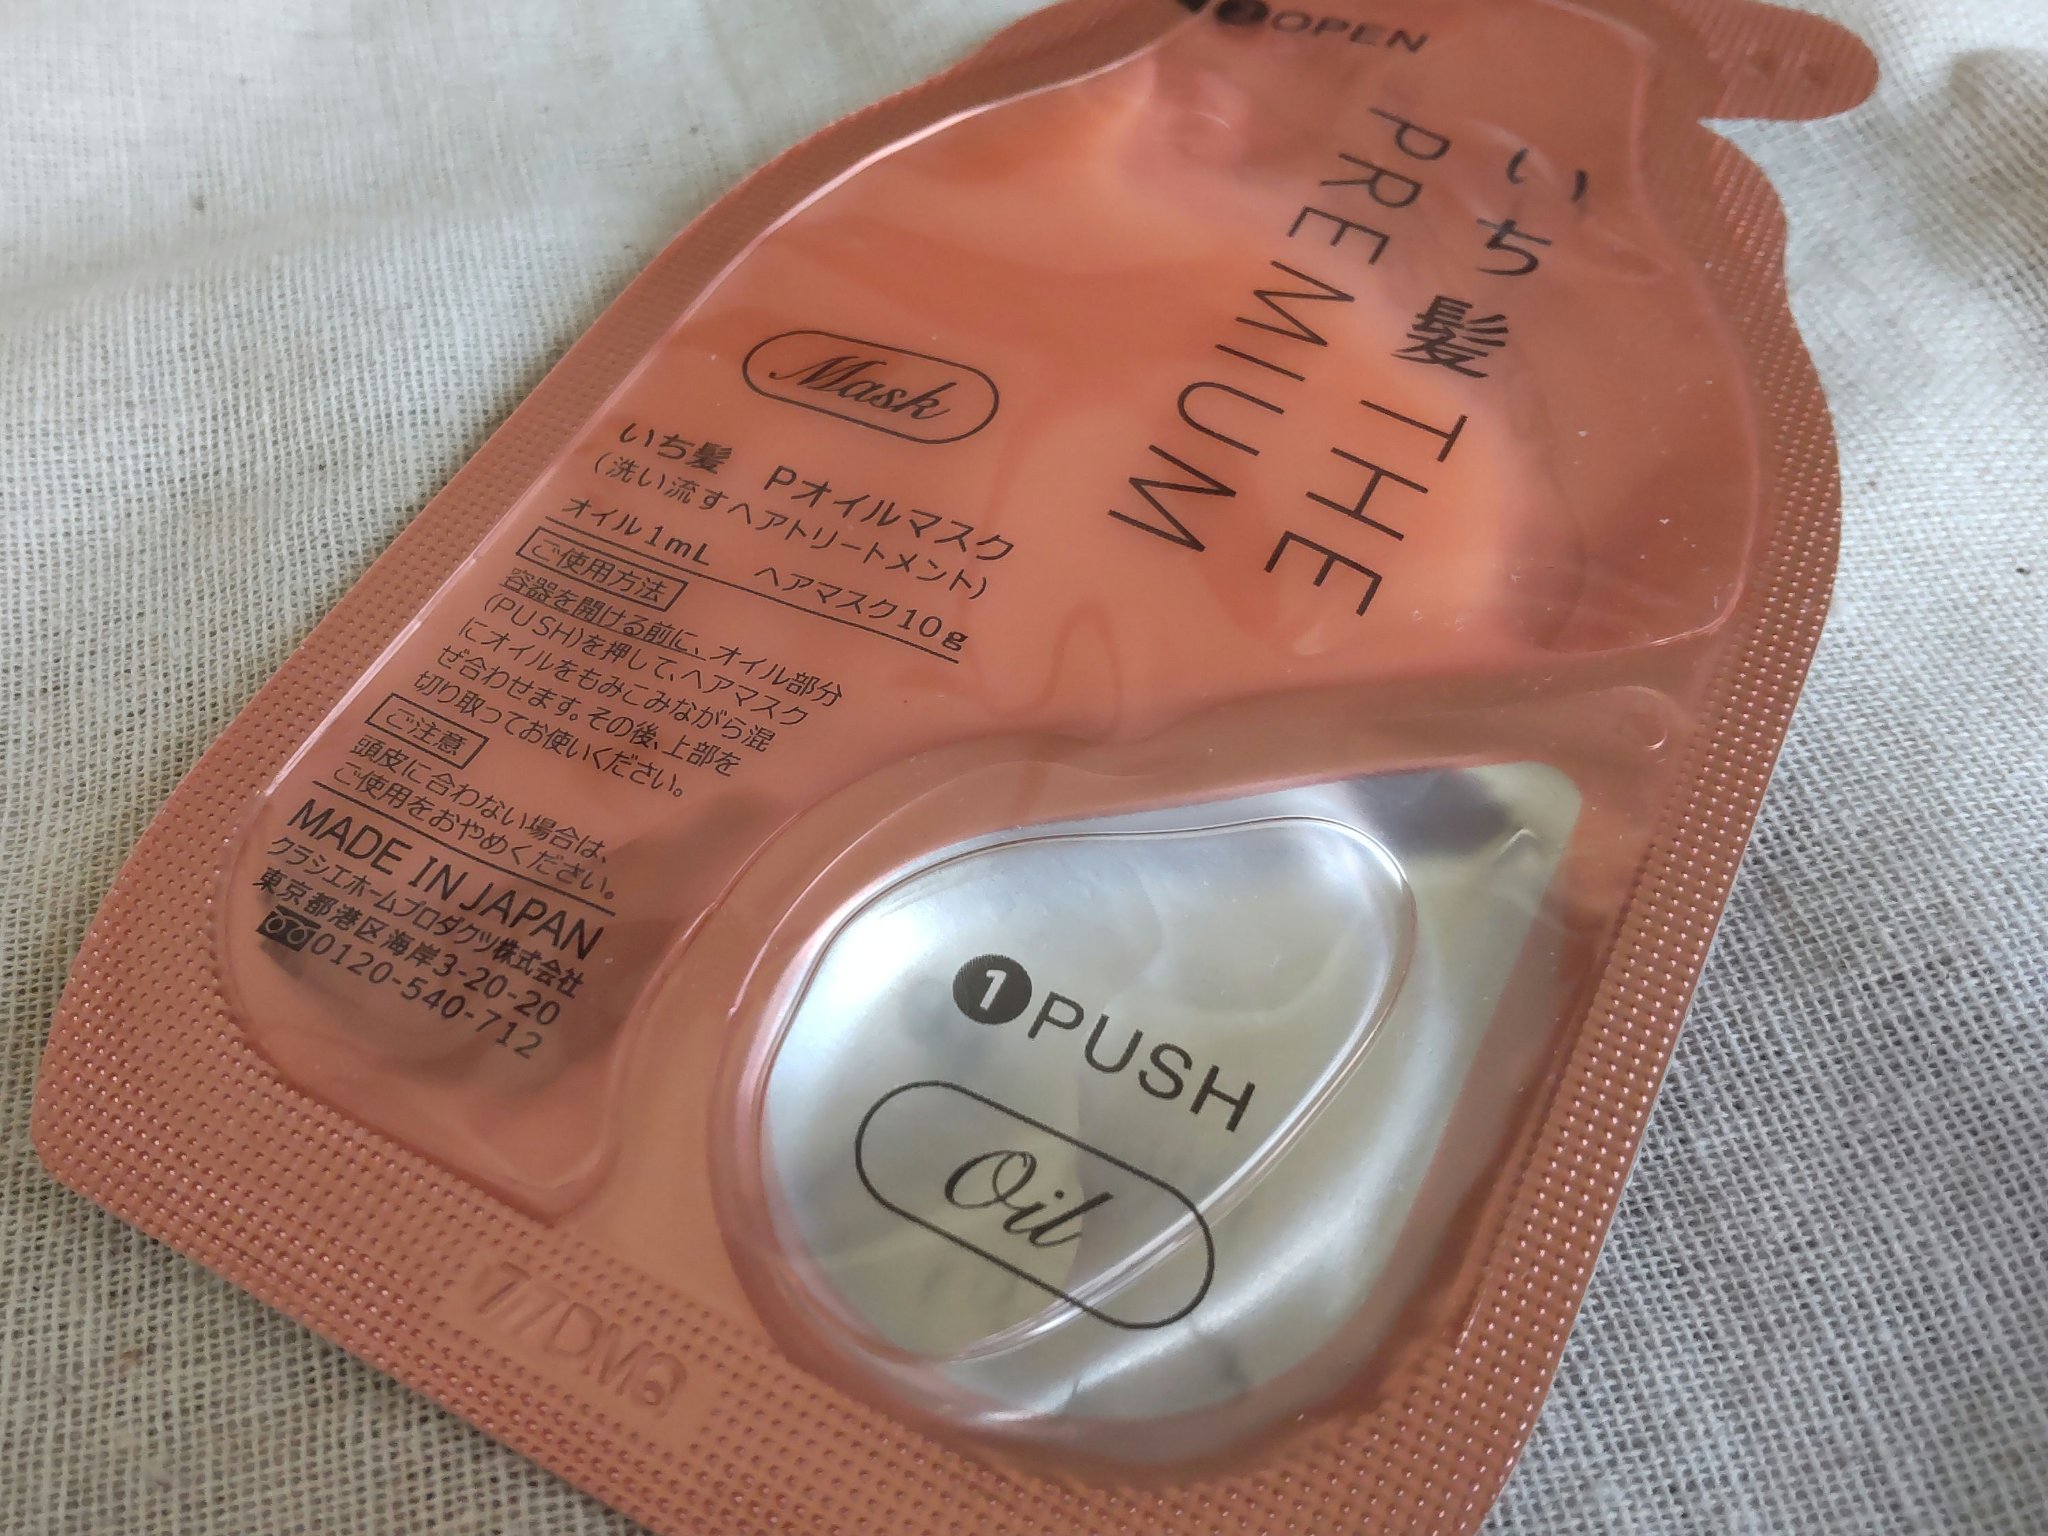 ❷OPEN
いち髪 THE
PREMIUM
Mask
いち髪 Pオイルマスク
(洗い流すヘアトリートメント)
オイル1mL ヘアマスク10g
ご使用方法
容器を開ける前に、オイル部分
(PUSH)を押して、ヘアマスク
にオイルをもみこみながら混
ぜ合わせます。その後、上部を
切り取ってお使いください。
ご注意
頭皮に合わない場合は、
ご使用をおやめください。
MADE IN JAPAN
クラシエホームプロダクツ株式会社
東京都港区海岸3-20-20
0120-540-712
❶PUSH
Oil